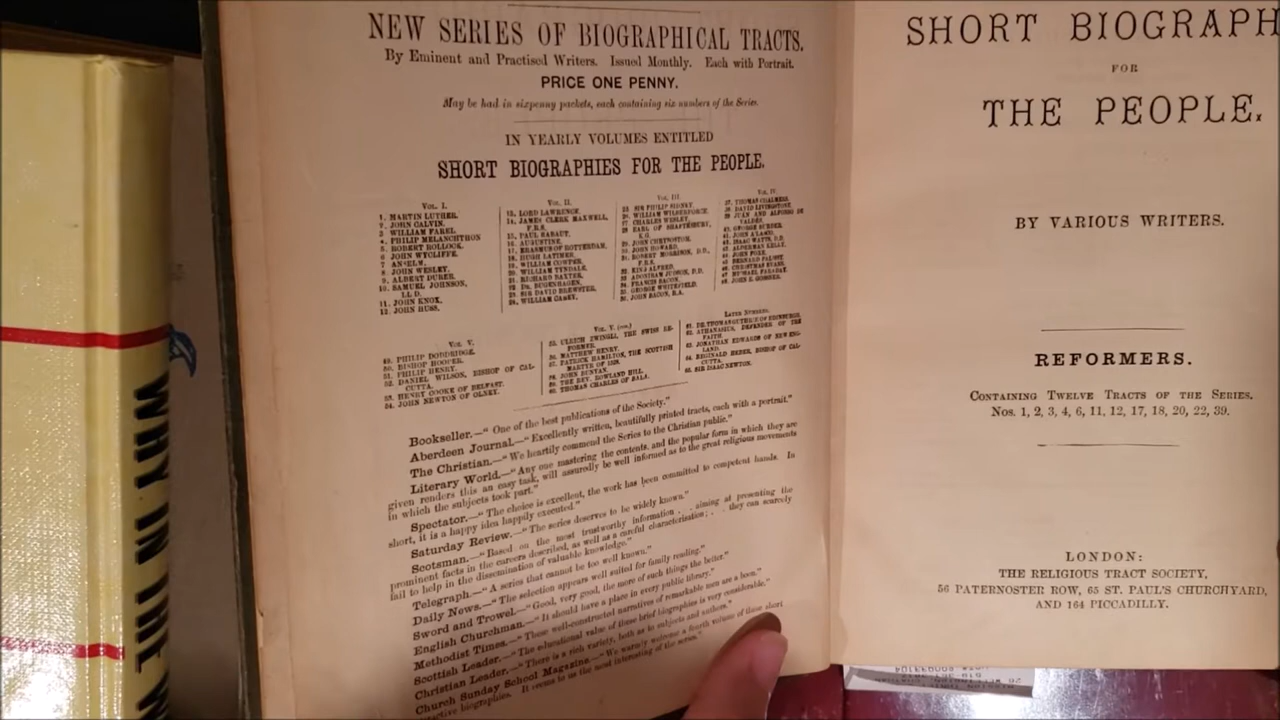 NEW SERIES OF BIOGRAPHICAL TRACTS.
By Eminent and Practised Writers. Issued Monthly. Each with Portrait.
PRICE ONE PENNY.
May be had in sixpenny packets, each containing six numbers of the Series.
IN YEARLY VOLUMES ENTITLED
SHORT BIOGRAPHIES FOR THE PEOPLE.
VOL. I.
1. MARTIN LUTHER.
2. JOHN CALVIN.
3 WILLIAM FAREL.
4. PHILIP MELANCHTHON
5. ROBERT ROLLOCK.
6 JOHN WYCLIFFE.
7 ANSELM.
8 JOHN WESLEY.
9. ALBERT DURER.
10. SAMUEL JOHNSON,
LL D.
11. JOHN KNOX.
12. JOHN HUSS.
VOL. II.
13. LORD LAWRENCE.
14. JAMES CLERK MAXWELL,
F.R.S.
15. PAUL RABAUT.
16. AUGUSTINE.
17. ERASMUS OF ROTTERDAM.
18. HUGH LATIMER.
19. WILLIAM COWPER.
20. WILLIAM TYNDALE.
21. RICHARD BAXTER.
22. DR. BUGENHAGEN.
23. SIR DAVID BREWSTER.
24. WILLIAM CAREY.
VOL. III.
25 SIR PHILIP SIDNEY.
26. WILLIAM WILBERFORCE.
27 CHARLES WESLEY.
28 EARL OF SHAFTESBURY,
K.G.
29. JOHN CHRYSOSTOM.
30. JOHN HOWARD.
31. ROBERT MORRISON, D.D.,
F.R.S.
32. KING ALFRED.
33. ADONIRAM JUDSON, D.D.
34. FRANCIS BACON.
35. GEORGE WHITEFIELD.
36. JOHN BACON, R.A.
VOL. IV.
37. THOMAS CHALMERS.
38. DAVID LIVINGSTONE.
39 JUAN AND ALFONSO DE
VALDÉS.
40. GEORGE BURDER.
41. JOHN À LASCO.
42. ISAAC WATTS, D.D.
43. ALDERMAN KELLY.
44. JOHN FOXE.
45. BERNARD PALISSY.
46. CHRISTMAS EVANS.
47. MICHAEL FARADAY.
48. JOHN E. GOSSNER.
VOL. V.
49. PHILIP DODDRIDGE.
50. BISHOP HOOPER.
51. PHILIP HENRY.
52. DANIEL WILSON, BISHOP OF CAL-
CUTTA.
53. HENRY COOKE OF BELFAST.
54. JOHN NEWTON OF OLNEY.
VOL. V.
55. ULRICH ZWINGLI, THE SWISS RE-
FORMER.
56. MATTHEW HENRY.
57. PATRICK HAMILTON, THE SCOTTISH
MARTYR OF 1528.
58. JOHN BUNYAN.
59. THE REV. ROWLAND HILL.
60. THOMAS CHARLES OF BALA.
LATER NUMBERS.
61. DR. THOMAS GUTHRIE OF EDINBURGH.
62. ATHANASIUS, DEFENDER OF THE
FAITH.
63. JONATHAN EDWARDS OF NEW ENG-
LAND.
64. REGINALD HEBER, BISHOP OF CAL-
CUTTA.
65. SIR ISAAC NEWTON.
Bookseller.—"One of the best publications of the Society."
Aberdeen Journal.—"Excellently written, beautifully printed tracts, each with a portrait."
The Christian.—"We heartily commend the Series to the Christian public."
Literary World.—"Any one mastering the contents, and the popular form in which they are
given renders this an easy task, will assuredly be well informed as to the great religious movements
in which the subjects took part."
Spectator.—"The choice is excellent, the work has been committed to competent hands. In
short, it is a happy idea happily executed."
Saturday Review.—"The series deserves to be widely known."
Scotsman.—"Based on the most trustworthy information . . aiming at presenting the
prominent facts in the careers described, as well as a careful characterisation; . . they can scarcely
fail to help in the dissemination of valuable knowledge."
Telegraph.—"A series that cannot be too well known."
Daily News.—"The selection appears well suited for family reading."
Sword and Trowel.—"Good, very good, the more of such things the better."
English Churchman.—"It should have a place in every public library."
Methodist Times.—"These well-constructed narratives of remarkable men are a boon."
Scottish Leader.—"The educational value of these brief biographies is very considerable."
Christian Leader.—"There is a rich variety, both as to subjects and authors."
Church Sunday School Magazine.—"We warmly welcome a fourth volume of these short
attractive biographies. It seems to us the most interesting of the series."
SHORT BIOGRAPH
FOR
THE PEOPLE.
BY VARIOUS WRITERS.
REFORMERS.
CONTAINING TWELVE TRACTS OF THE SERIES.
Nos. 1, 2, 3, 4, 6, 11, 12, 17, 18, 20, 22, 39.
LONDON:
THE RELIGIOUS TRACT SOCIETY,
56 PATERNOSTER ROW, 65 ST. PAUL'S CHURCHYARD,
AND 164 PICCADILLY.
WHY IN THE